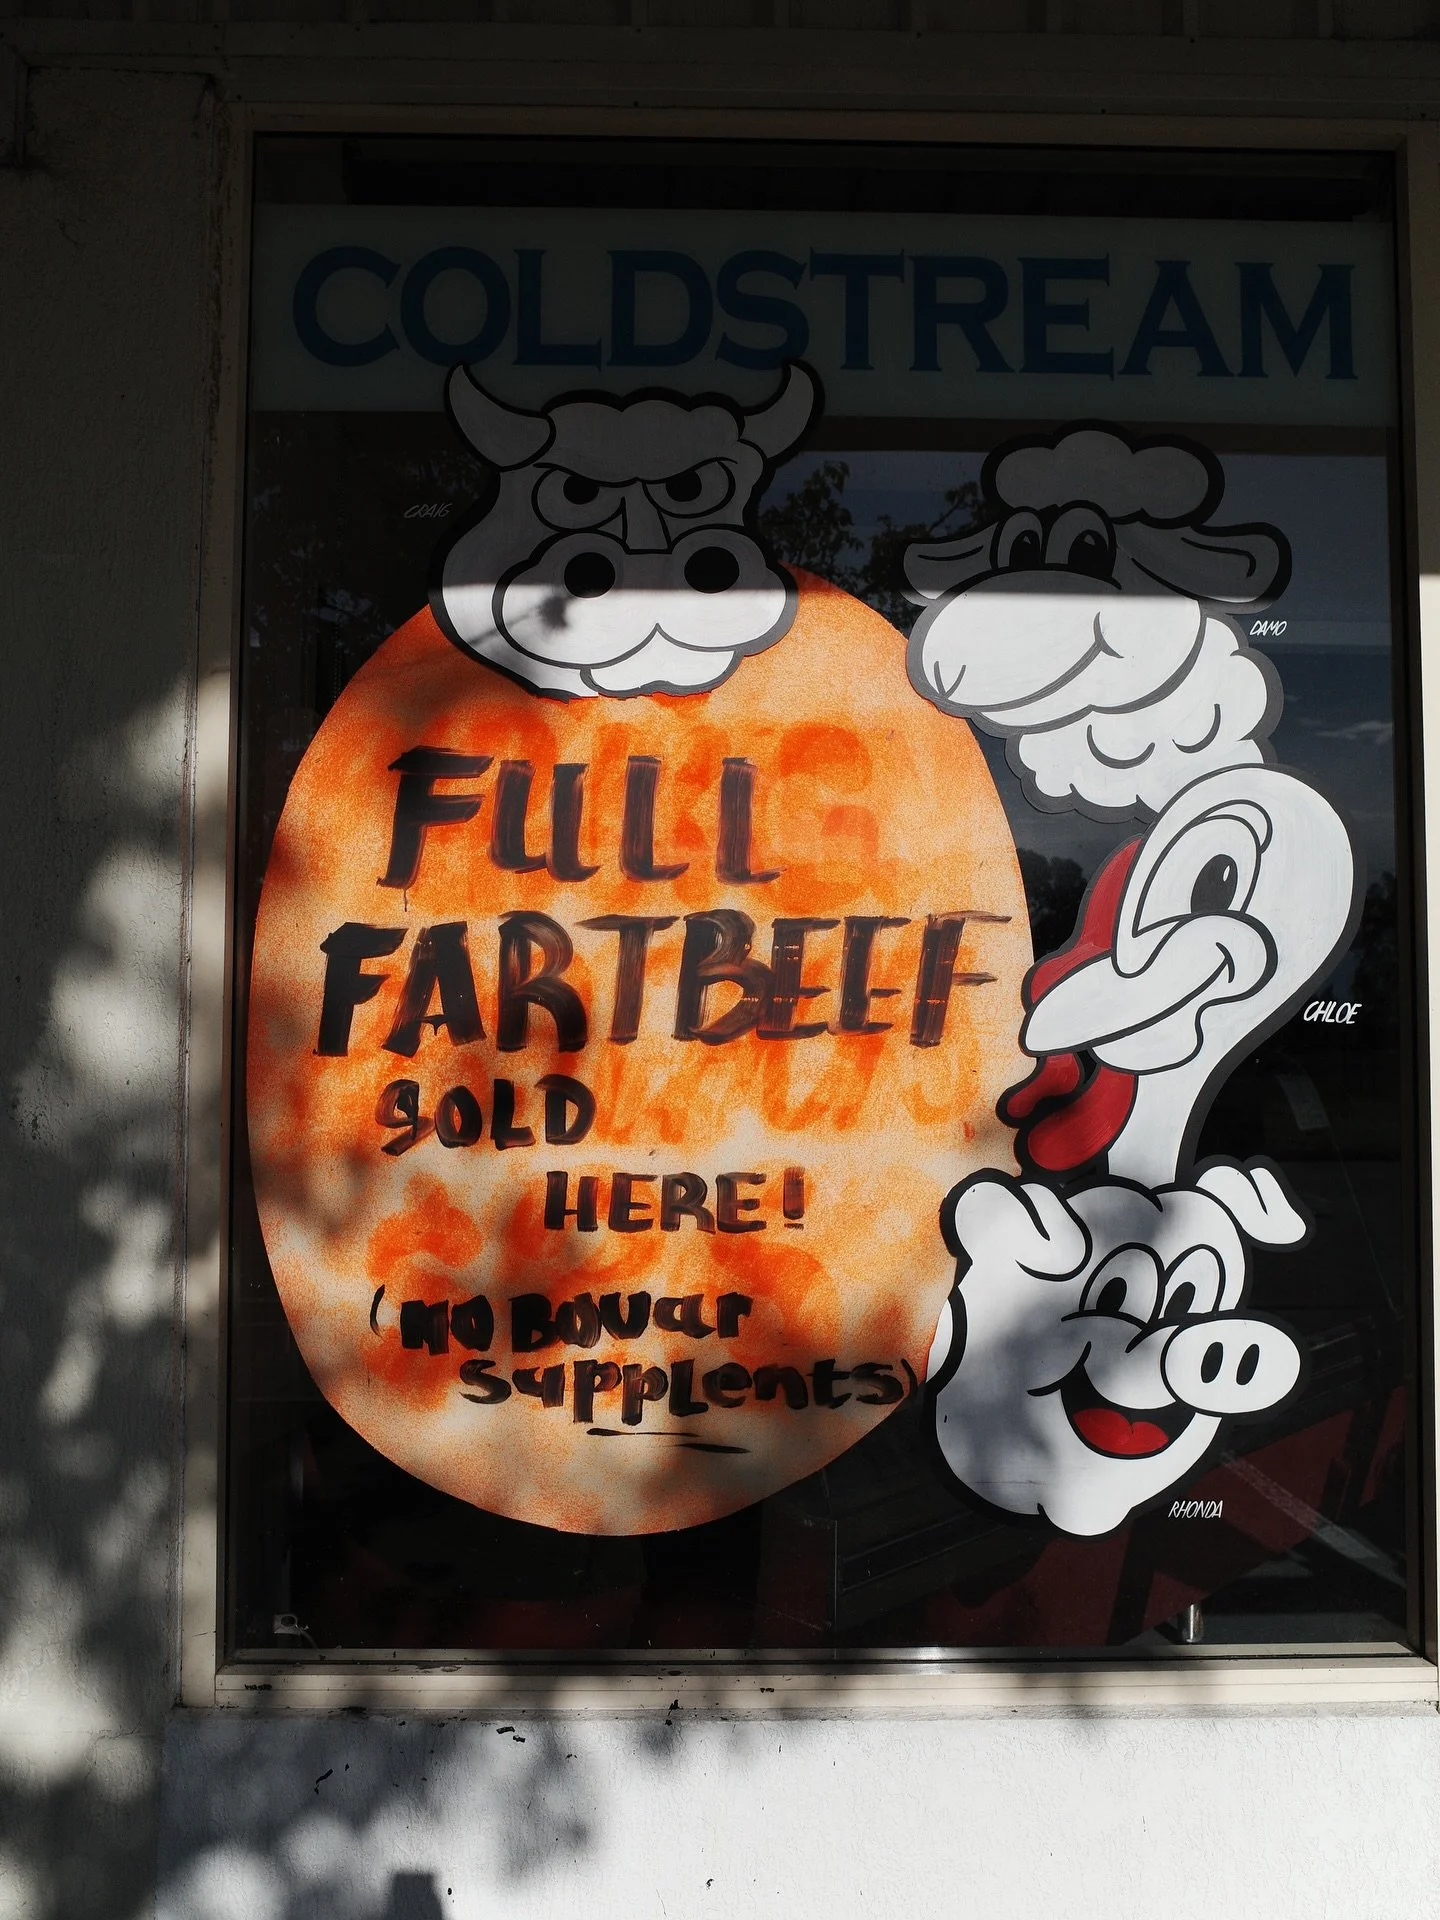 COLDSTREAM
CRAIG
DAMO
FULL
FARTBEEF
SOLD
HERE!
(NO BOVar
SuppLents)
CHLOE
RHONDA